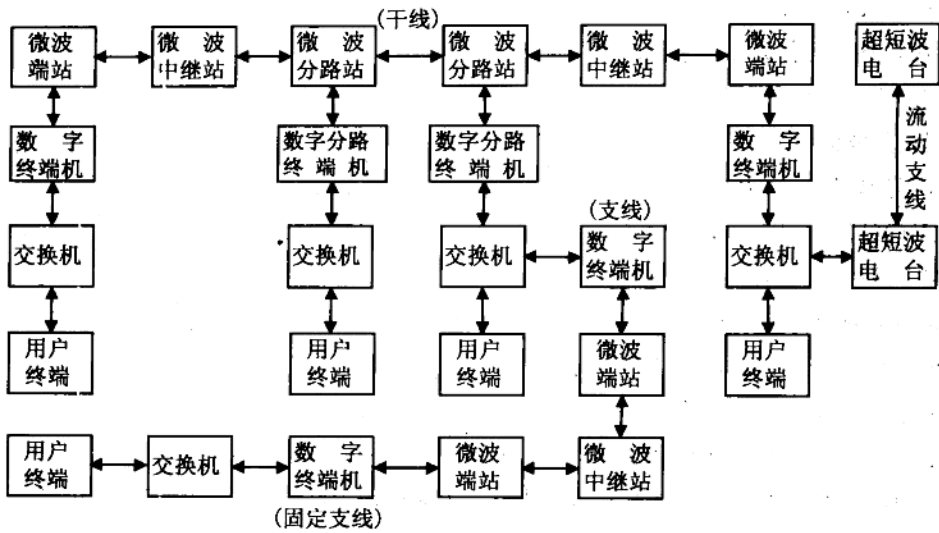 (干线)
微波
端站
微波
中继站
微波
分路站
微波
分路站
微波
中继站
微波
端站
超短波
电台
数字
终端机
数字分路
终端机
数字分路
终端机
数字
终端机
流动支线
交换机
交换机
交换机
(支线)
数字
终端机
交换机
超短波
电台
用户
终端
用户
终端
用户
终端
微波
端站
用户
终端
用户
终端
交换机
数字
终端机
微波
端站
微波
中继站
(固定支线)